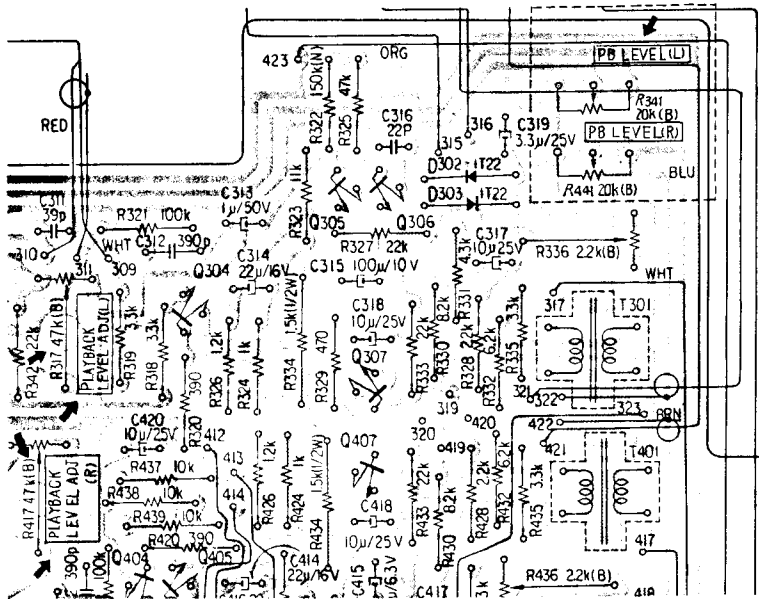 423
ORG
PB LEVEL(L)
R322 150k(N)
R325 47k
C316
22P
R341
20k(B)
PB LEVEL(R)
RED
315
316
C319
3.3μ/25V
D302 1T22
D303 1T22
R441 20k(B)
BLU
R323 11k
C311
39p
R321 100k
C313
1μ/50V
Q305
Q306
R327 22k
C317
10μ25V
R336 2.2k(B)
310
WHT
C312 390p
311
309
Q304
C314
22μ/16V
C315 100μ/10V
R331 4.3k
WHT
R342 22k
R317 47k(B)
PLAYBACK
LEVEL ADJ(L)
R319 3.3k
R318 3.3k
R320 390
R326 1.2k
R324 1k
R334 1.5k(1/2W)
R329 470
C318
10μ/25V
Q307
R333 22k
R330 8.2k
R328 2.2k
R332 6.2k
R335 3.3k
317
T301
319
322
323
BRN
C420
10μ/25V
412
413
414
320
419
420
422
421
T401
R417 47k(B)
PLAYBACK
LEVEL ADJ
(R)
R437 10k
R438 10k
R439 10k
R420 390
R426 1.2k
R424 1k
R434 1.5k(1/2W)
Q407
C418
10μ/25V
R433 22k
R430 8.2k
R428 2.2k
R432 6.2k
R435 3.3k
417
390p
100k
Q404
Q405
C414
22μ/16V
C415
C417
R436 2.2k(B)
418